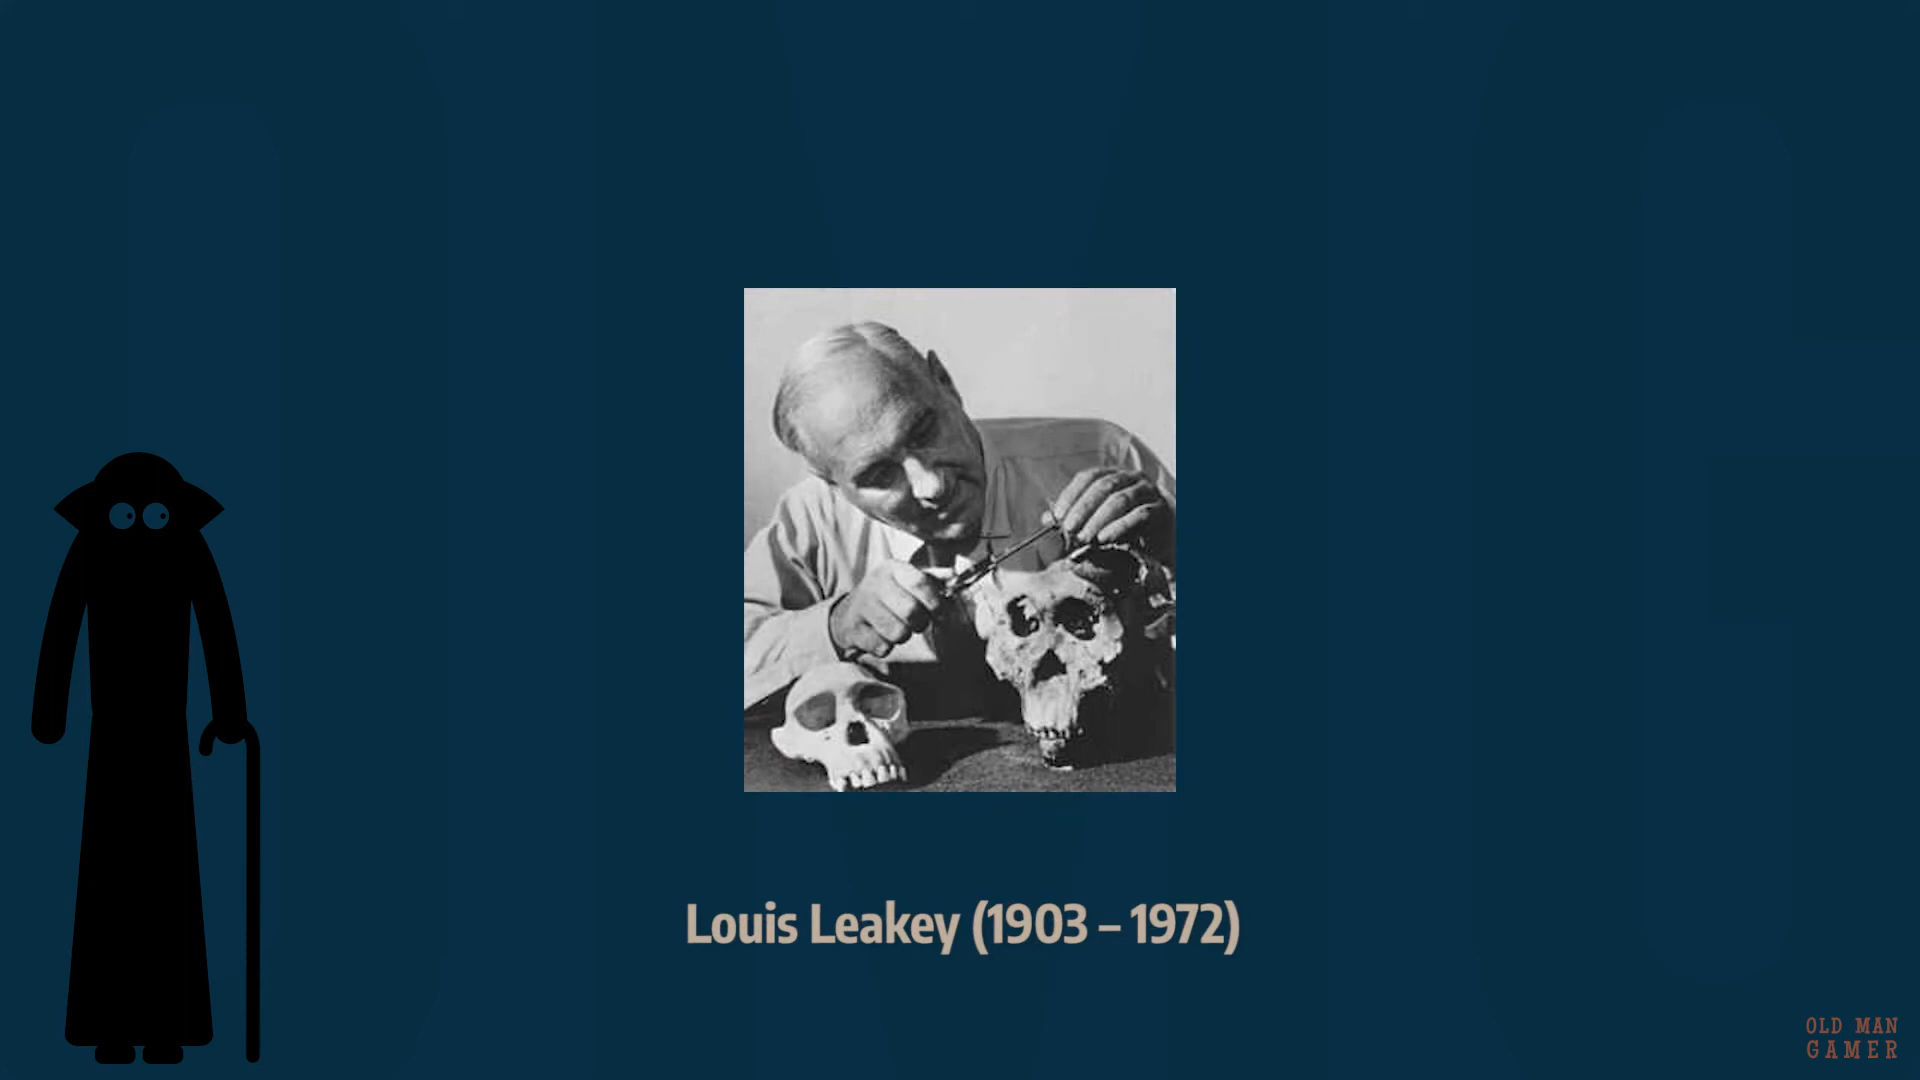 Louis Leakey (1903 – 1972)
OLD MAN
GAMER